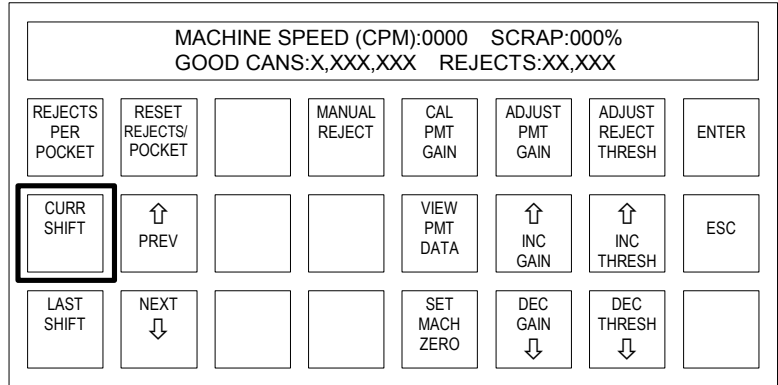 MACHINE SPEED (CPM):0000 SCRAP:000%
GOOD CANS:X,XXX,XXX REJECTS:XX,XXX
REJECTS
PER
POCKET
RESET
REJECTS/
POCKET
MANUAL
REJECT
CAL
PMT
GAIN
ADJUST
PMT
GAIN
ADJUST
REJECT
THRESH
ENTER
CURR
SHIFT
⇧
PREV
VIEW
PMT
DATA
⇧
INC
GAIN
⇧
INC
THRESH
ESC
LAST
SHIFT
NEXT
⇩
SET
MACH
ZERO
DEC
GAIN
⇩
DEC
THRESH
⇩